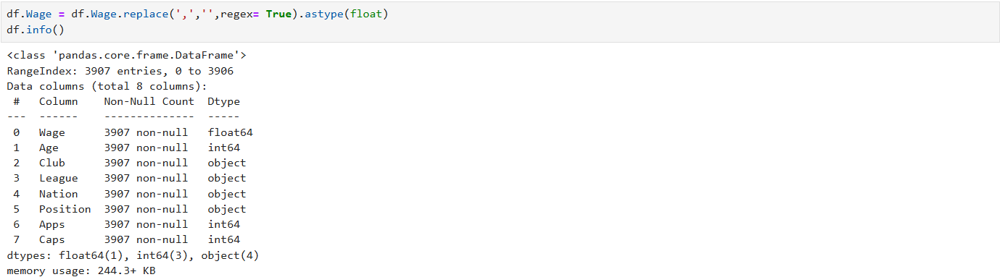 df.Wage = df.Wage.replace(',','',regex= True).astype(float)
df.info()
<class 'pandas.core.frame.DataFrame'>
RangeIndex: 3907 entries, 0 to 3906
Data columns (total 8 columns):
 #   Column    Non-Null Count  Dtype
---  ------    --------------  -----
 0   Wage      3907 non-null   float64
 1   Age       3907 non-null   int64
 2   Club      3907 non-null   object
 3   League    3907 non-null   object
 4   Nation    3907 non-null   object
 5   Position  3907 non-null   object
 6   Apps      3907 non-null   int64
 7   Caps      3907 non-null   int64
dtypes: float64(1), int64(3), object(4)
memory usage: 244.3+ KB